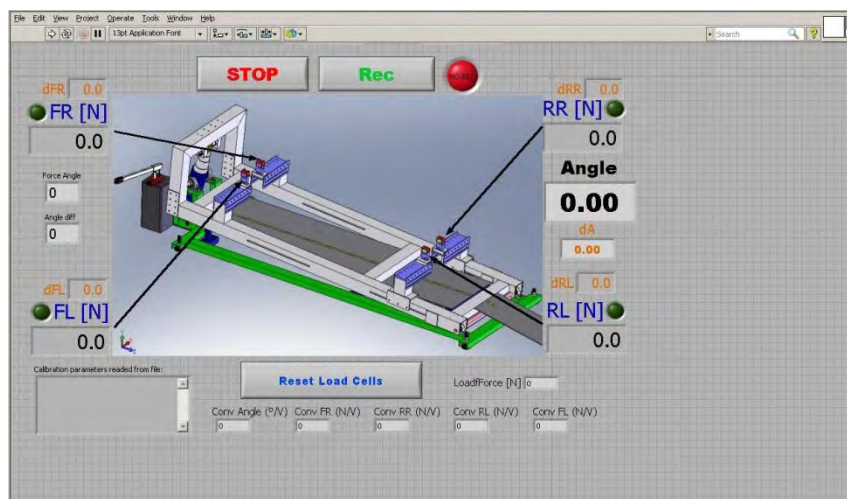 File Edit View Project Operate Tools Window Help
13pt Application Font
Search
STOP
Rec
dFR 0.0
FR [N]
0.0
dRR 0.0
RR [N]
0.0
Force Angle
0
Angle diff
0
Angle
0.00
dA
0.00
dFL 0.0
FL [N]
0.0
dRL 0.0
RL [N]
0.0
Calibration parameters readed from file:
Reset Load Cells
LoadfForce [N] 0
Conv Angle (º/V) Conv FR (N/V) Conv RR (N/V) Conv RL (N/V) Conv FL (N/V)
0 0 0 0 0